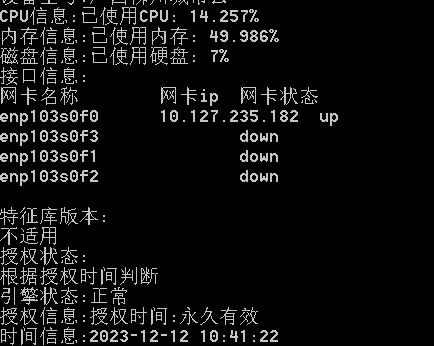 CPU信息:已使用CPU: 14.257%
内存信息:已使用内存: 49.986%
磁盘信息:已使用硬盘: 7%
接口信息:
网卡名称 网卡ip 网卡状态
enp103s0f0 10.127.235.182 up
enp103s0f3 down
enp103s0f1 down
enp103s0f2 down
特征库版本:
不适用
授权状态:
根据授权时间判断
引擎状态:正常
授权信息:授权时间:永久有效
时间信息:2023-12-12 10:41:22